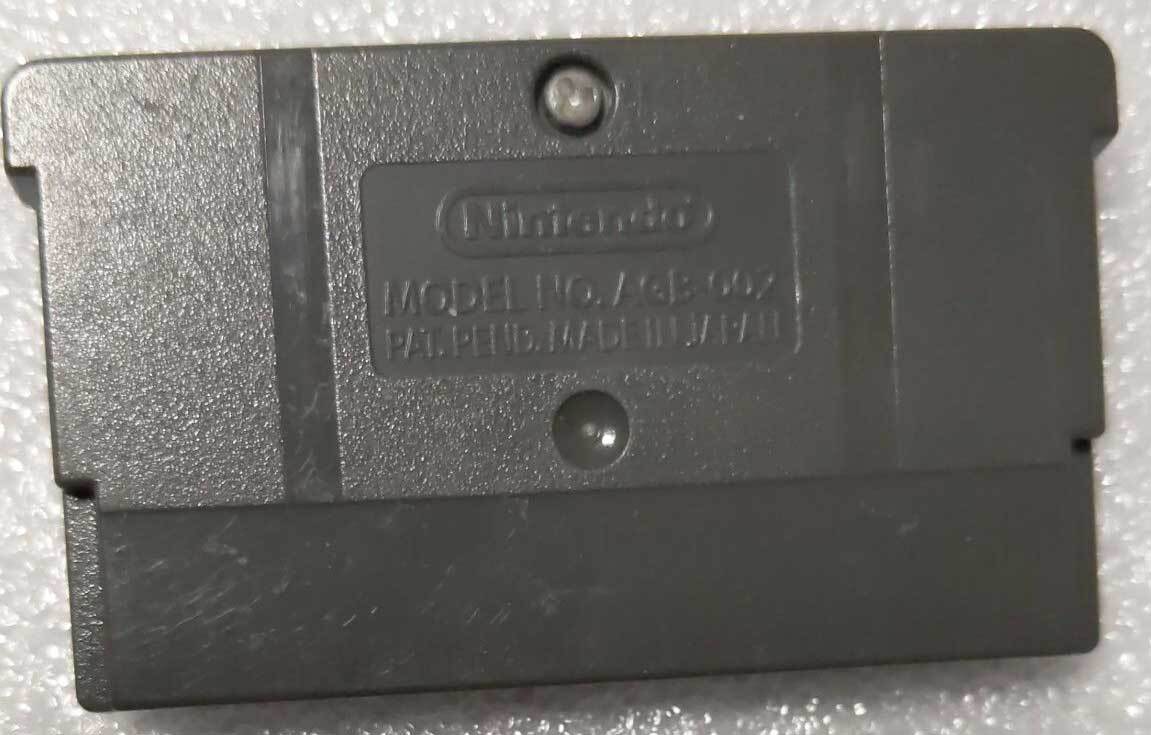 Nintendo
MODEL NO. AGB-002
PAT. PEND. MADE IN JAPAN